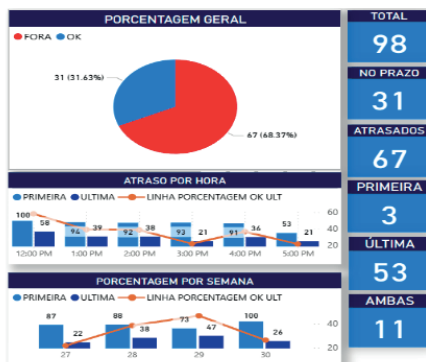 PORCENTAGEM GERAL
FORA OK
31 (31.63%)
67 (68.37%)
ATRASO POR HORA
PRIMEIRA ULTIMA LINHA PORCENTAGEM OK ULT
100 58 94 39 92 38 93 21 91 36 53 21
60
40
20
12:00 PM 1:00 PM 2:00 PM 3:00 PM 4:00 PM 5:00 PM
PORCENTAGEM POR SEMANA
PRIMEIRA ULTIMA LINHA PORCENTAGEM OK ULT
87 22 88 38 73 47 100 26
40
20
27 28 29 30
TOTAL
98
NO PRAZO
31
ATRASADOS
67
PRIMEIRA
3
ÚLTIMA
53
AMBAS
11